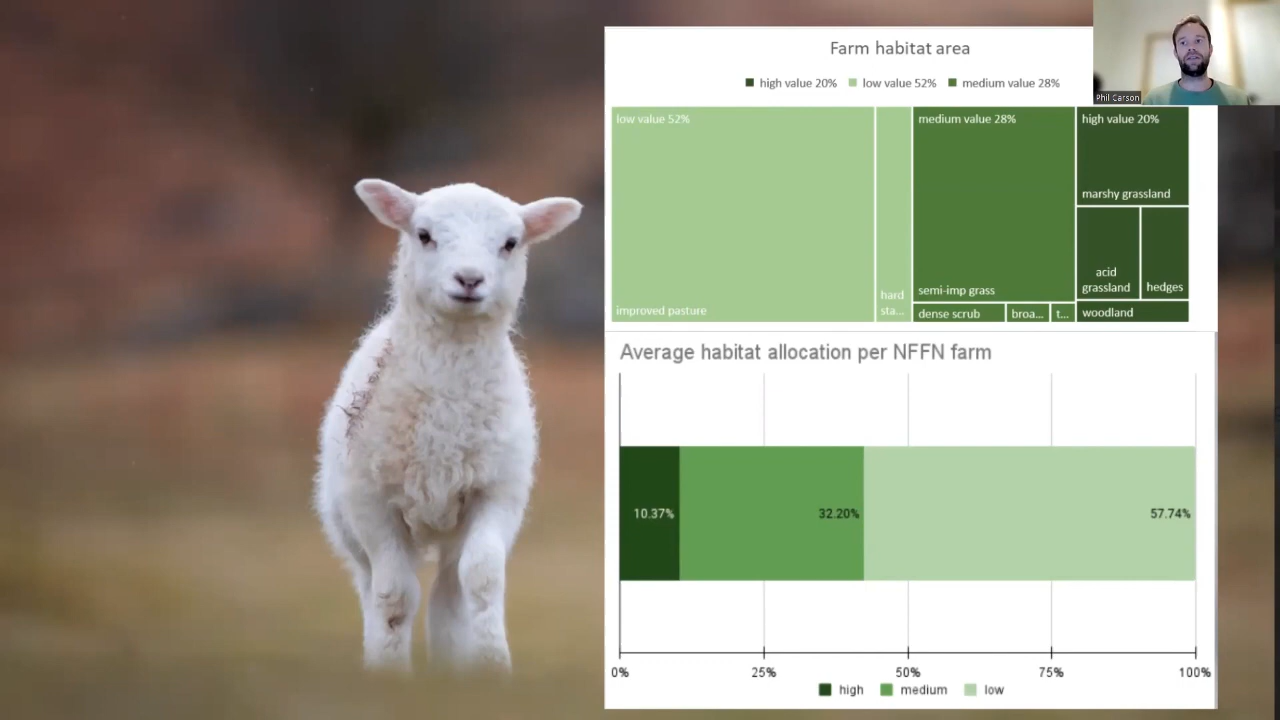 Farm habitat area
high value 20% low value 52% medium value 28%
Phil Carson
low value 52%
improved pasture
hard
sta...
medium value 28%
semi-imp grass
dense scrub
broa...
t...
high value 20%
marshy grassland
acid
grassland
hedges
woodland
Average habitat allocation per NFFN farm
10.37% 32.20% 57.74%
0% 25% 50% 75% 100%
high medium low